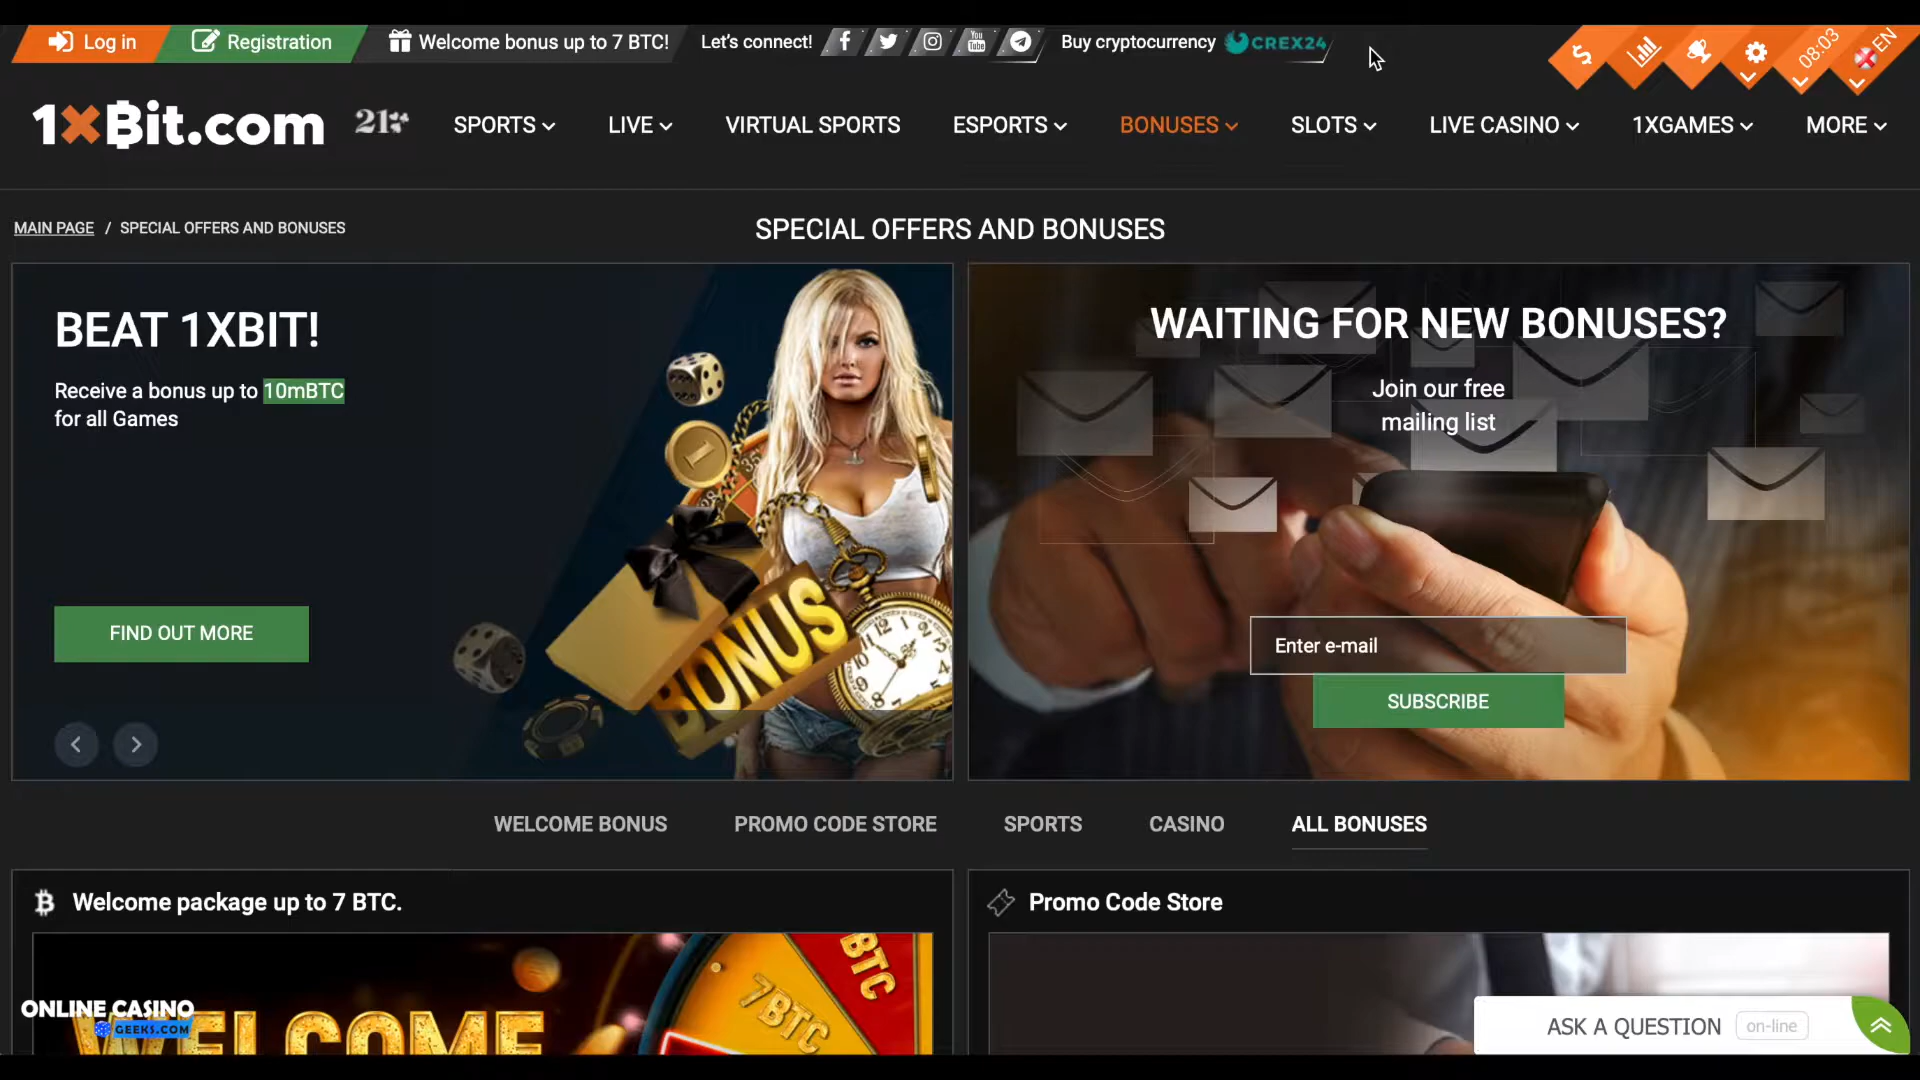 Log in
Registration
Welcome bonus up to 7 BTC!
Let's connect!
You Tube
Buy cryptocurrency
CREX24
08:03
EN
1xBit.com
21
SPORTS
LIVE
VIRTUAL SPORTS
ESPORTS
BONUSES
SLOTS
LIVE CASINO
1XGAMES
MORE
MAIN PAGE / SPECIAL OFFERS AND BONUSES
SPECIAL OFFERS AND BONUSES
BEAT 1XBIT!
Receive a bonus up to 10mBTC
for all Games
FIND OUT MORE
BONUS
WAITING FOR NEW BONUSES?
Join our free
mailing list
Enter e-mail
SUBSCRIBE
WELCOME BONUS
PROMO CODE STORE
SPORTS
CASINO
ALL BONUSES
Welcome package up to 7 BTC.
WELCOME
7BTC
BTC
Promo Code Store
ONLINE CASINO
GEEKS.COM
ASK A QUESTION
on-line